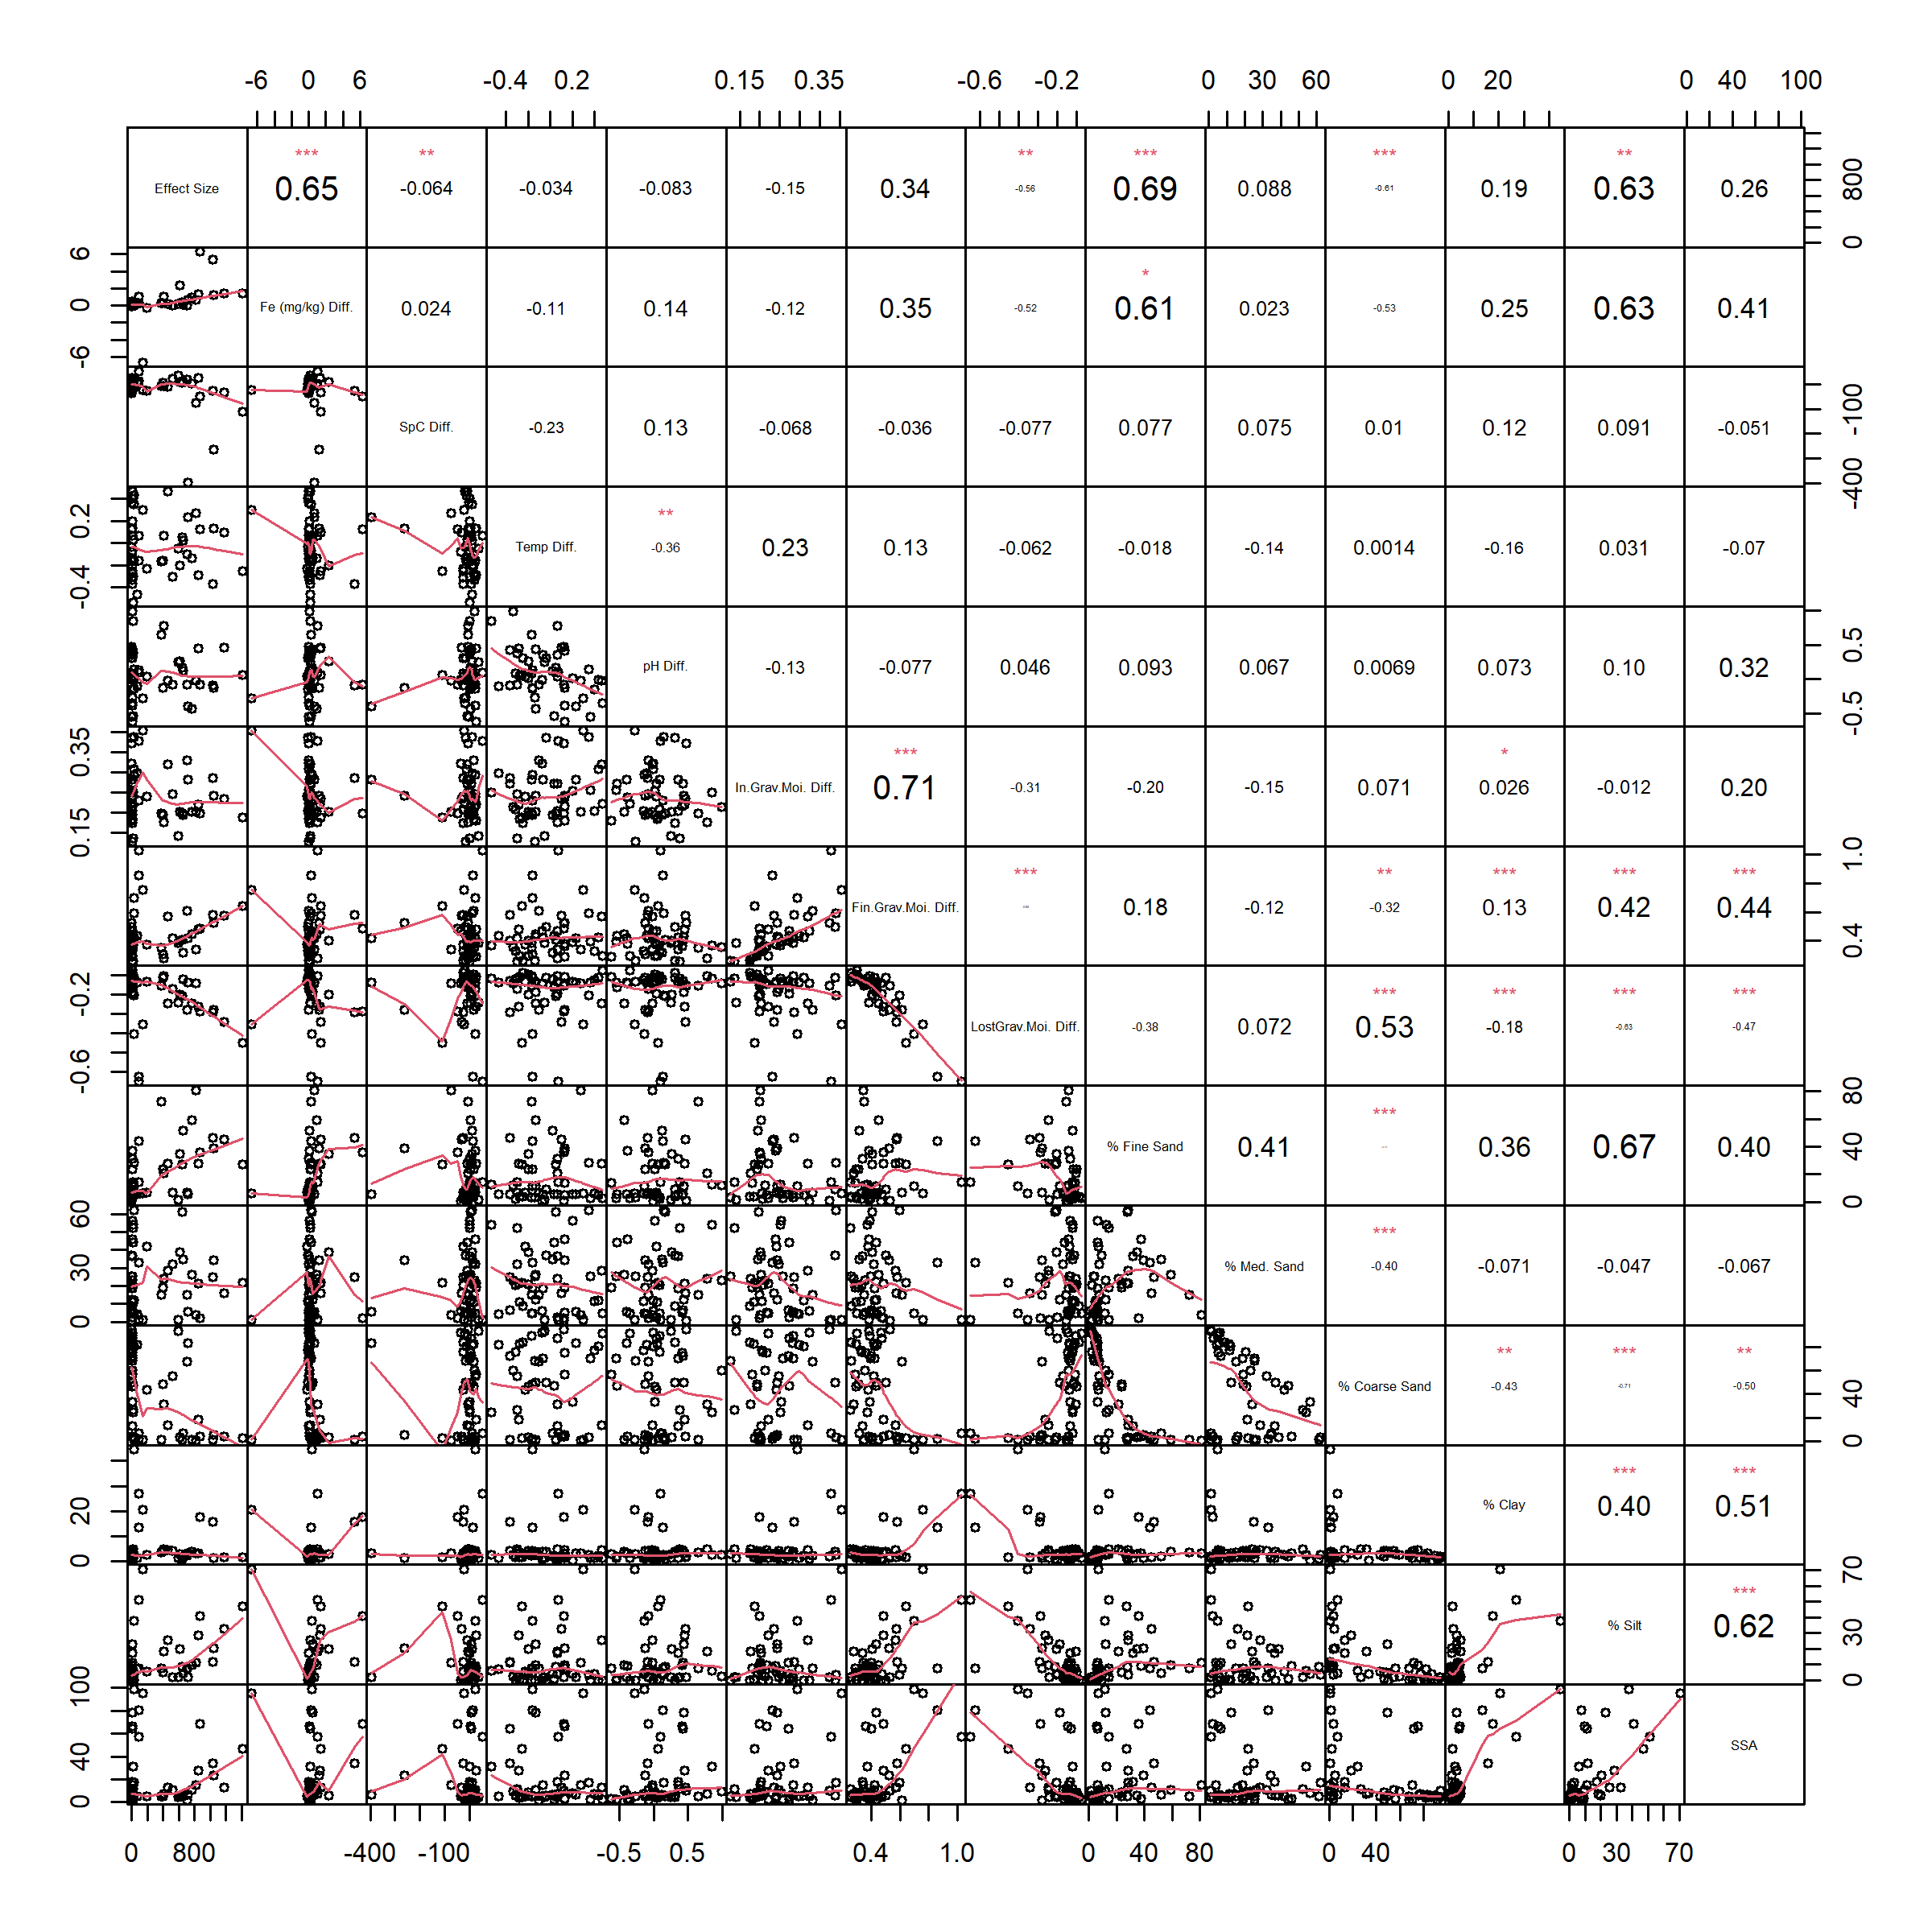 -6 0 6 -0.4 0.2 0.15 0.35 -0.6 -0.2 0 30 60 0 20 0 40 100
*** ** ** *** *** **
Effect Size 0.65 -0.064 -0.034 -0.083 -0.15 0.34 -0.56 0.69 0.088 -0.61 0.19 0.63 0.26 0 800
*
-6 0 6 Fe (mg/kg) Diff. 0.024 -0.11 0.14 -0.12 0.35 -0.52 0.61 0.023 -0.53 0.25 0.63 0.41
SpC Diff. -0.23 0.13 -0.068 -0.036 -0.077 0.077 0.075 0.01 0.12 0.091 -0.051 -400 -100
**
-0.4 0.2 Temp Diff. -0.36 0.23 0.13 -0.062 -0.018 -0.14 0.0014 -0.16 0.031 -0.07
pH Diff. -0.13 -0.077 0.046 0.093 0.067 0.0069 0.073 0.10 0.32 -0.5 0.5
*** *
0.15 0.35 In.Grav.Moi. Diff. 0.71 -0.31 -0.20 -0.15 0.071 0.026 -0.012 0.20
*** ** *** *** ***
Fin.Grav.Moi. Diff. 0.18 -0.12 -0.32 0.13 0.42 0.44 0.4 1.0
*** *** *** ***
-0.6 -0.2 LostGrav.Moi. Diff. -0.38 0.072 0.53 -0.18 -0.63 -0.47
***
% Fine Sand 0.41 0.36 0.67 0.40 0 40 80
***
0 30 60 % Med. Sand -0.40 -0.071 -0.047 -0.067
** *** **
% Coarse Sand -0.43 -0.71 -0.50 0 40
*** ***
0 20 % Clay 0.40 0.51
***
% Silt 0.62 0 30 70
0 40 100 SSA
0 800 -400 -100 -0.5 0.5 0.4 1.0 0 40 80 0 40 0 30 70